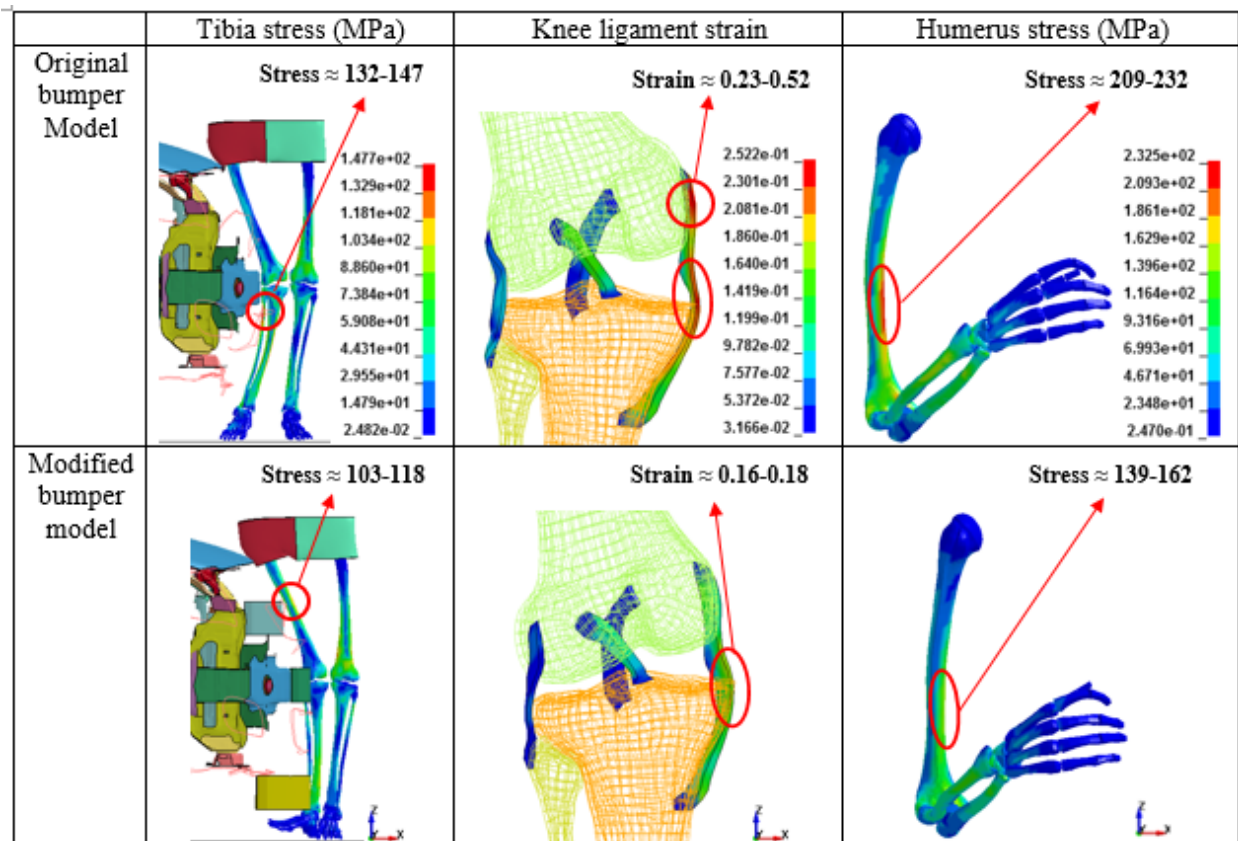 Tibia stress (MPa)
Knee ligament strain
Humerus stress (MPa)
Original
bumper
Model
Stress ≈ 132-147
1.477e+02
1.329e+02
1.181e+02
1.034e+02
8.860e+01
7.384e+01
5.908e+01
4.431e+01
2.955e+01
1.479e+01
2.482e-02
Strain ≈ 0.23-0.52
2.522e-01
2.301e-01
2.081e-01
1.860e-01
1.640e-01
1.419e-01
1.199e-01
9.782e-02
7.577e-02
5.372e-02
3.166e-02
Stress ≈ 209-232
2.325e+02
2.093e+02
1.861e+02
1.629e+02
1.396e+02
1.164e+02
9.316e+01
6.993e+01
4.671e+01
2.348e+01
2.470e-01
Modified
bumper
model
Stress ≈ 103-118
Z
Y X
Strain ≈ 0.16-0.18
Z
Y X
Stress ≈ 139-162
Z
Y X